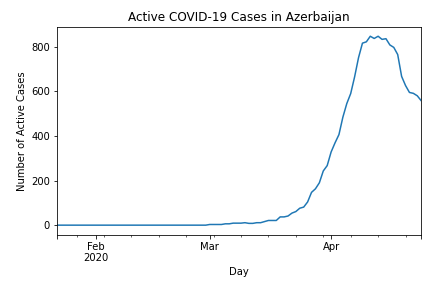 Active COVID-19 Cases in Azerbaijan
Number of Active Cases
800
600
400
200
0
Feb
2020
Mar
Apr
Day